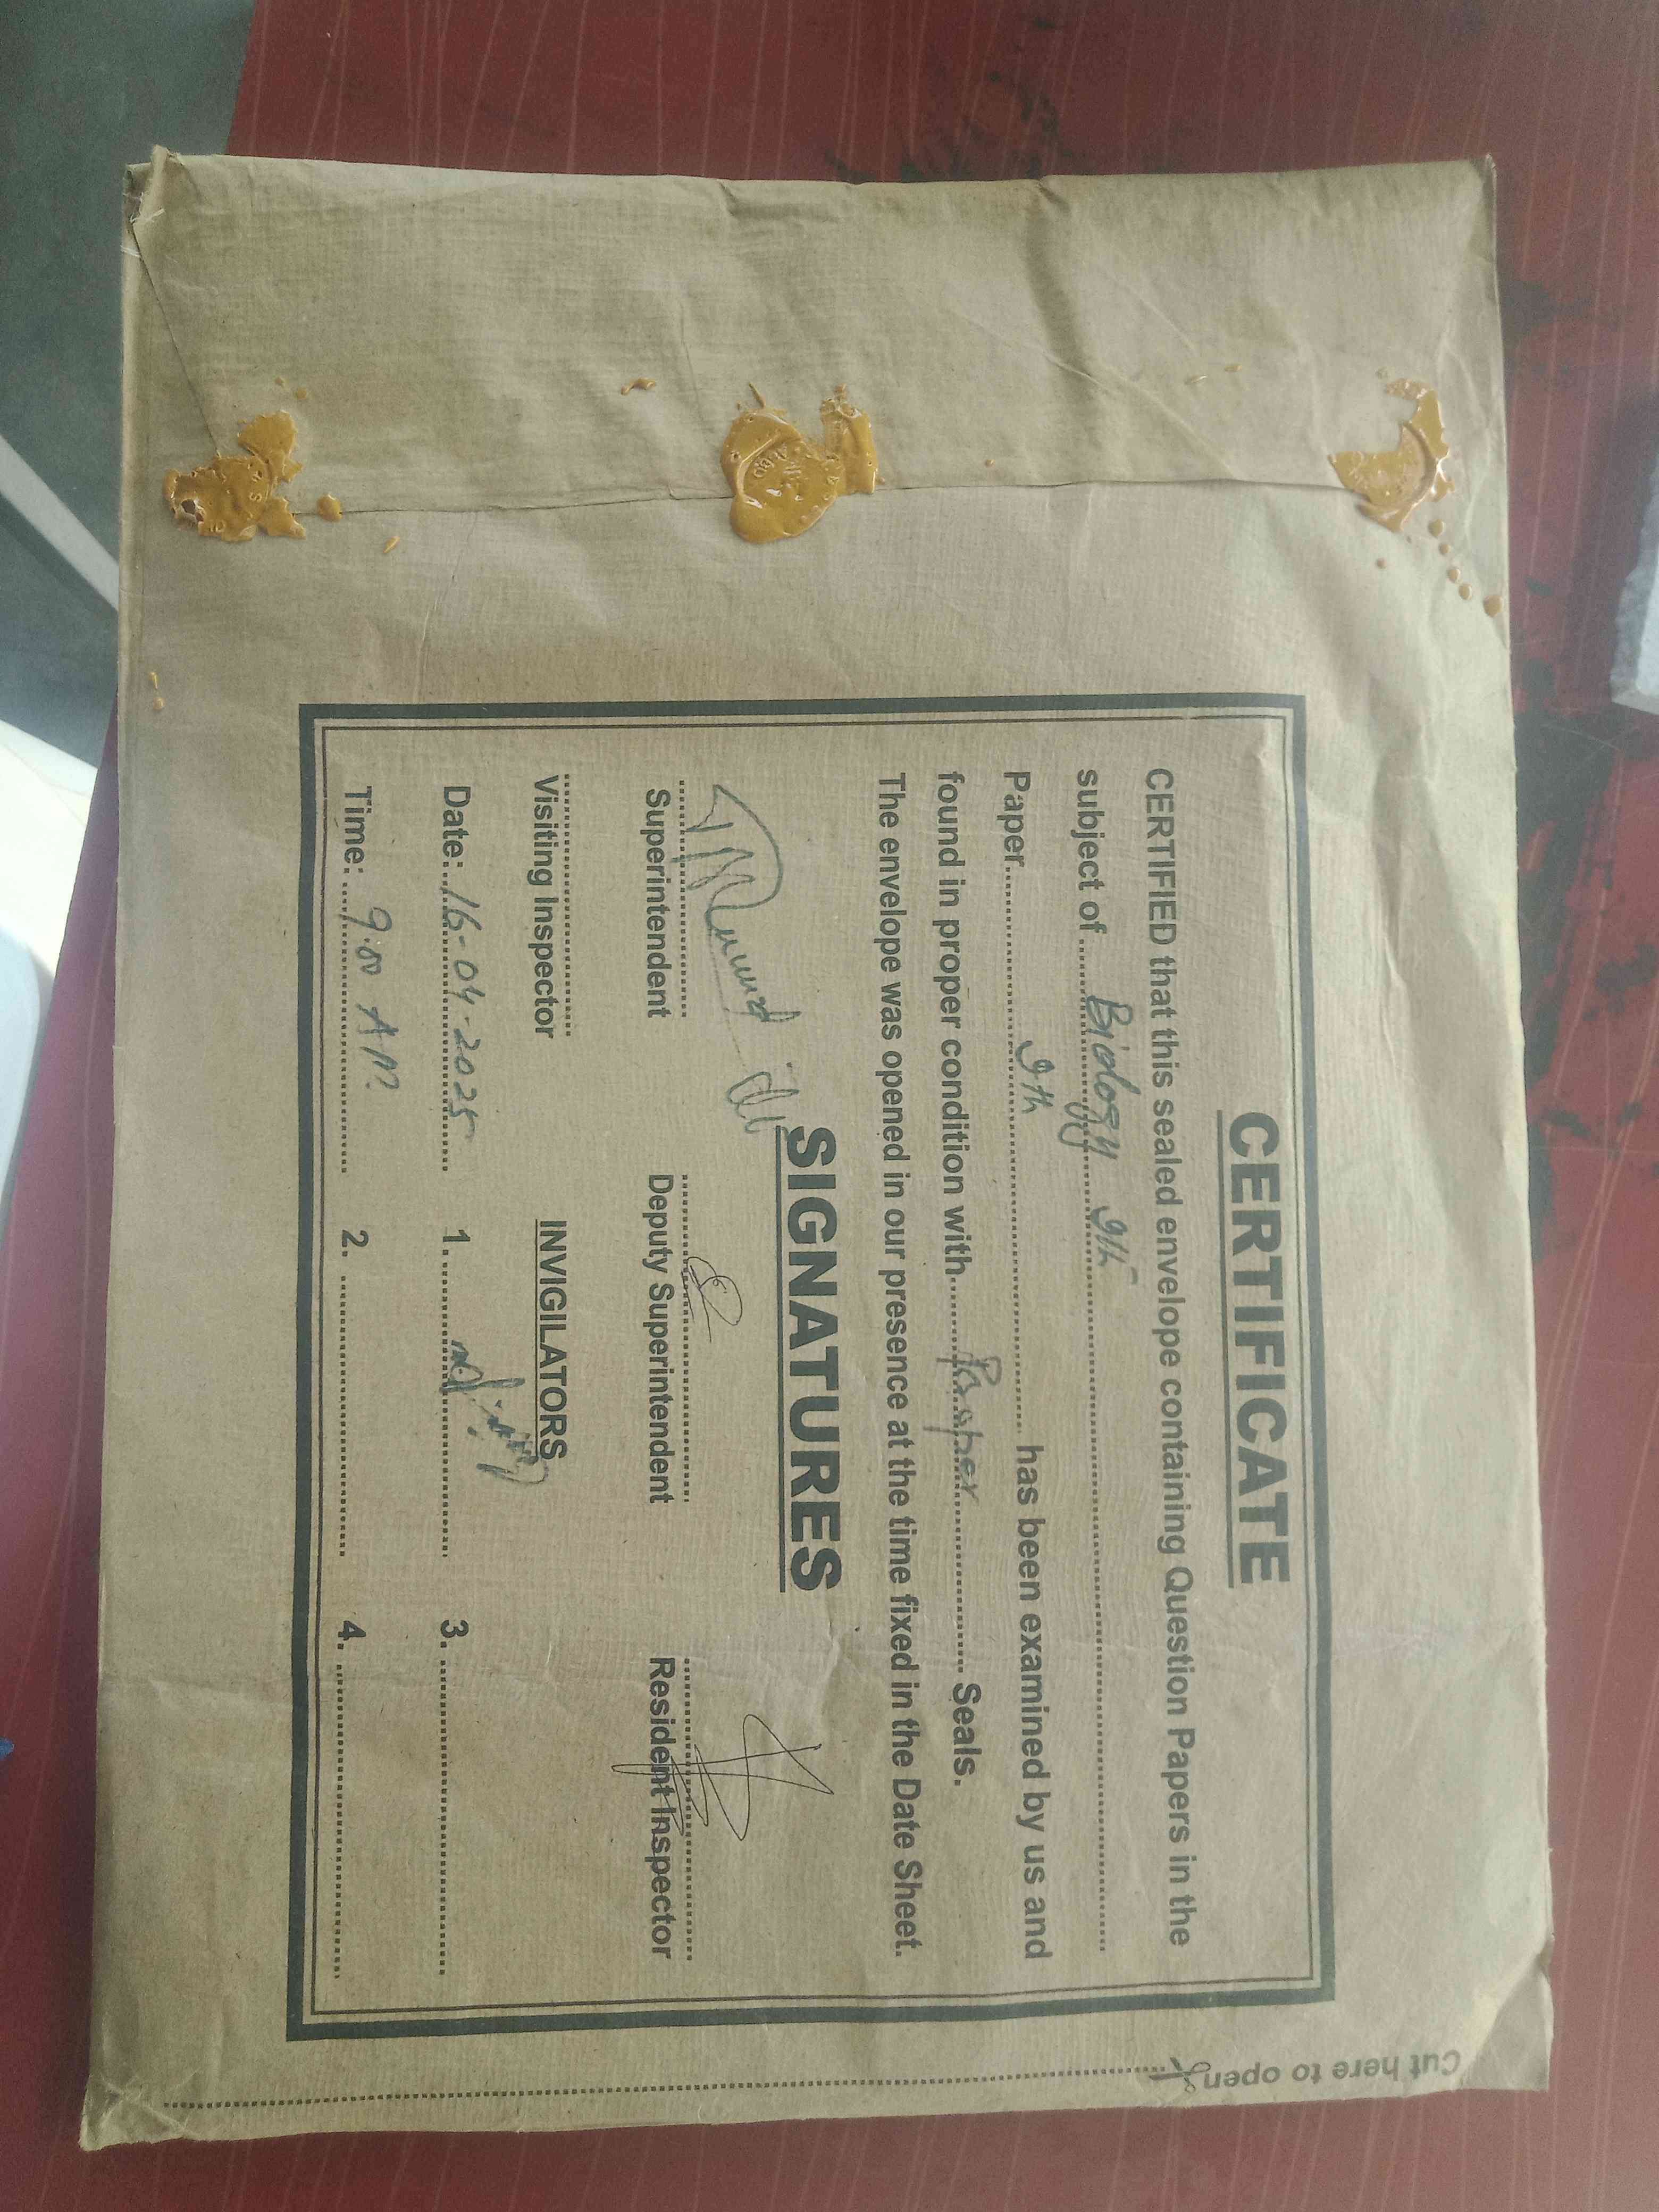 CERTIFICATE
CERTIFIED that this sealed envelope containing Question Papers in the
subject of Biology 9th
Paper 9th has been examined by us and
found in proper condition with Paper Seals.
The envelope was opened in our presence at the time fixed in the Date Sheet.
SIGNATURES
Superintendent Deputy Superintendent Resident Inspector
Visiting Inspector INVIGILATORS
Date: 16-04-2025 1. 3.
Time: 9:00 AM 2. 4.
Cut here to open